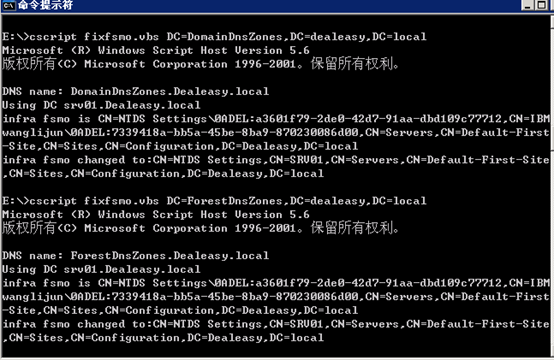 命令提示符
E:\>cscript fixfsmo.vbs DC=DomainDnsZones,DC=dealeasy,DC=local
Microsoft (R) Windows Script Host Version 5.6
版权所有(C) Microsoft Corporation 1996-2001。保留所有权利。
DNS name: DomainDnsZones.Dealeasy.local
Using DC srv01.Dealeasy.local
infra fsmo is CN=NTDS Settings\0ADEL:a3601f79-2de0-42d7-91aa-dbd109c77712,CN=IBM
wanglijun\0ADEL:7339418a-bb5a-45be-8ba9-870230086d00,CN=Servers,CN=Default-First
-Site,CN=Sites,CN=Configuration,DC=Dealeasy,DC=local
infra fsmo changed to:CN=NTDS Settings,CN=SRV01,CN=Servers,CN=Default-First-Site
,CN=Sites,CN=Configuration,DC=Dealeasy,DC=local
E:\>cscript fixfsmo.vbs DC=ForestDnsZones,DC=dealeasy,DC=local
Microsoft (R) Windows Script Host Version 5.6
版权所有(C) Microsoft Corporation 1996-2001。保留所有权利。
DNS name: ForestDnsZones.Dealeasy.local
Using DC srv01.Dealeasy.local
infra fsmo is CN=NTDS Settings\0ADEL:a3601f79-2de0-42d7-91aa-dbd109c77712,CN=IBM
wanglijun\0ADEL:7339418a-bb5a-45be-8ba9-870230086d00,CN=Servers,CN=Default-First
-Site,CN=Sites,CN=Configuration,DC=Dealeasy,DC=local
infra fsmo changed to:CN=NTDS Settings,CN=SRV01,CN=Servers,CN=Default-First-Site
,CN=Sites,CN=Configuration,DC=Dealeasy,DC=local